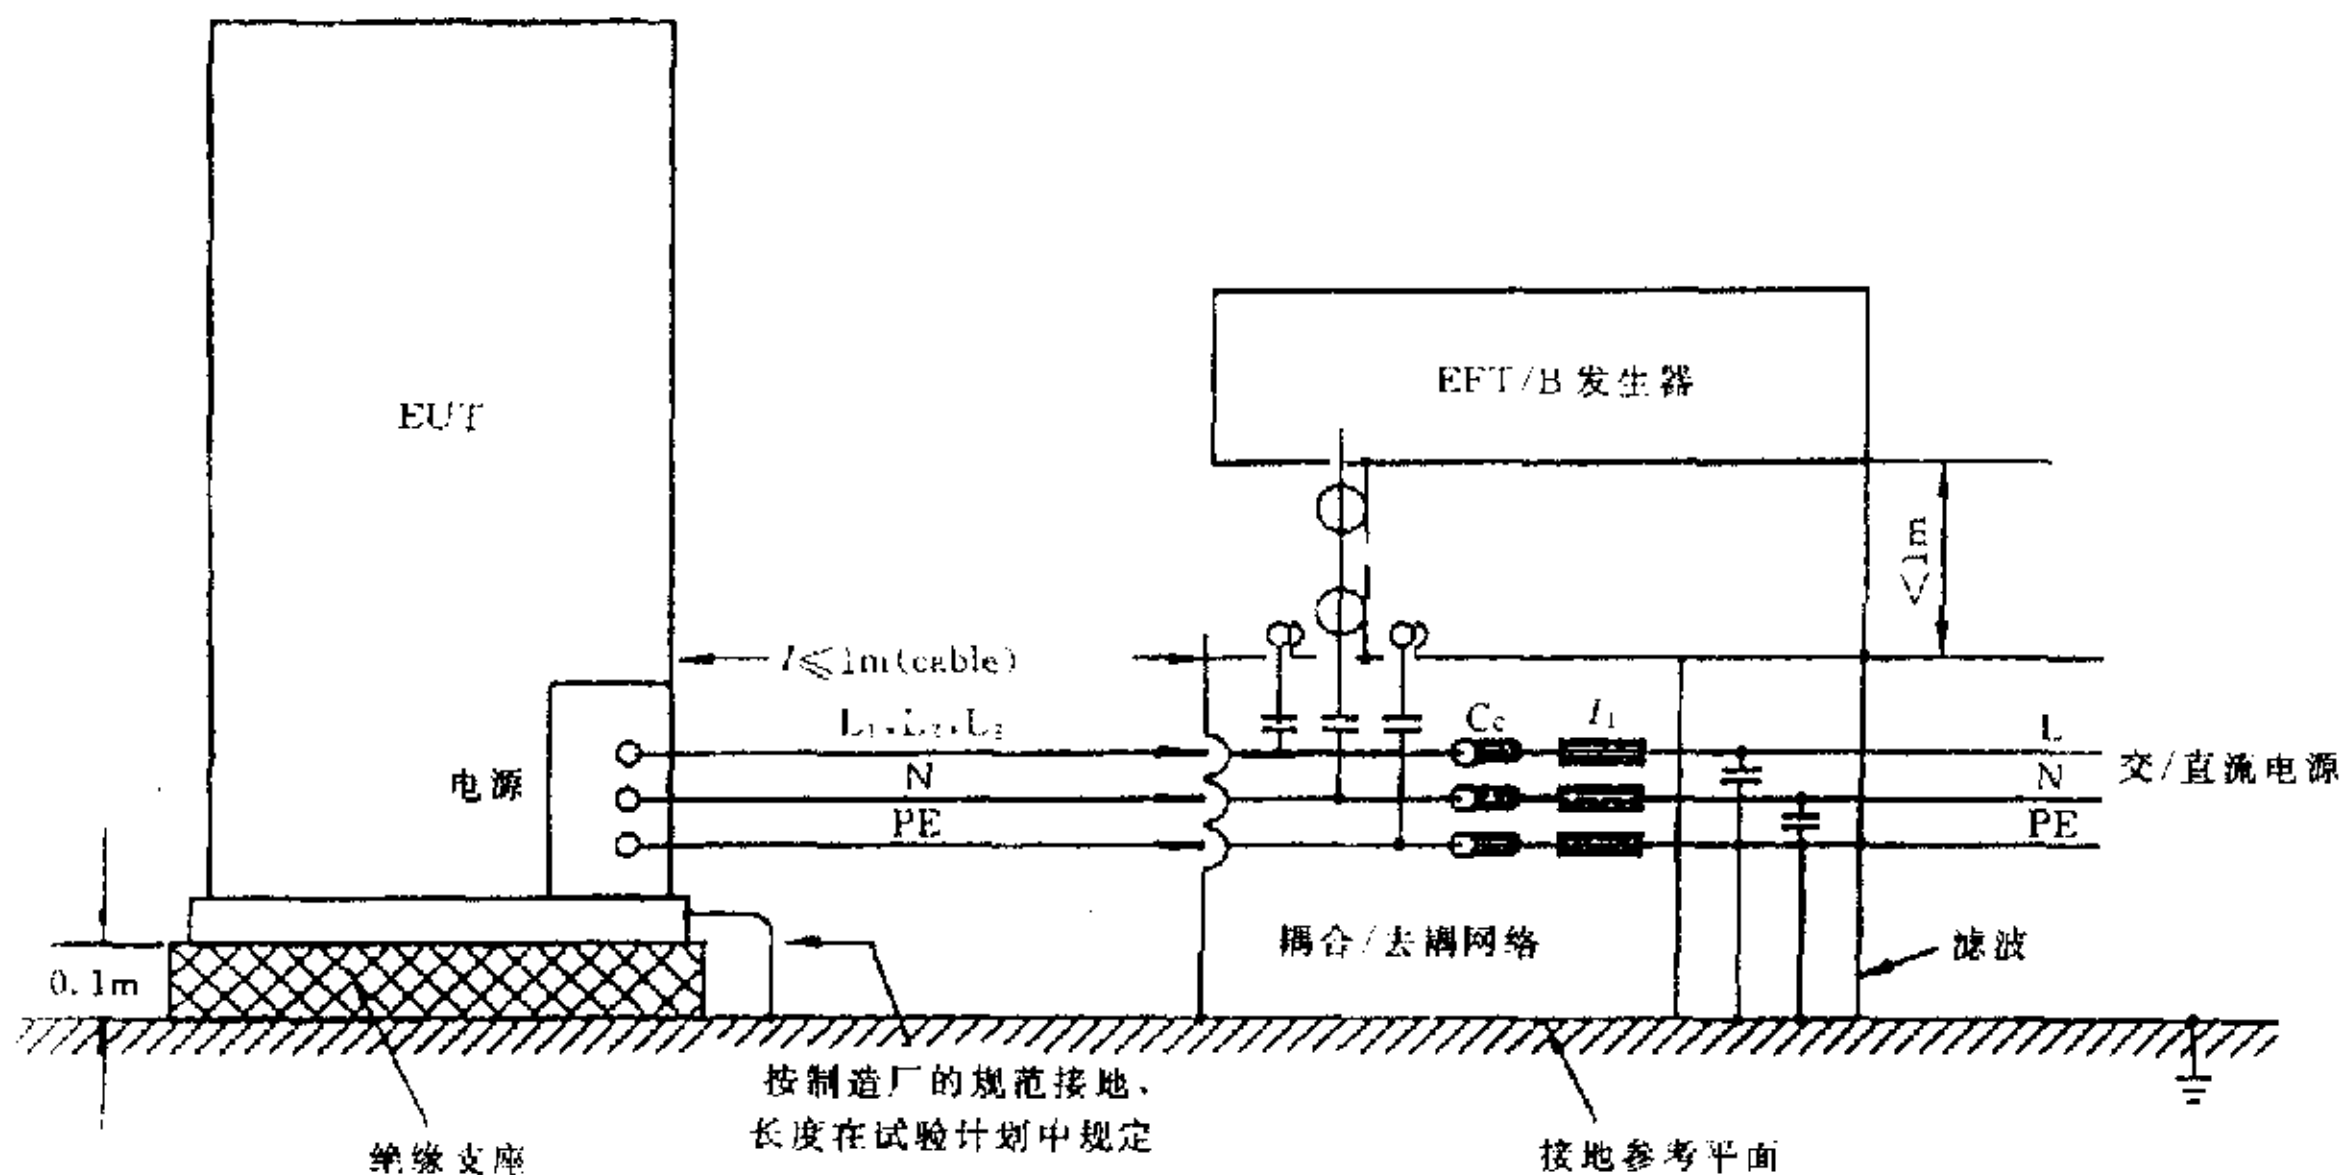 EUT
EFT/B 发生器
<1m
l≤1m(cable)
L₁,L₂,L₃
Cc
L
N
N
电源
交/直流电源
PE
PE
耦合/去耦网络
滤波
0.1m
按制造厂的规范接地、
长度在试验计划中规定
绝缘支座
接地参考平面